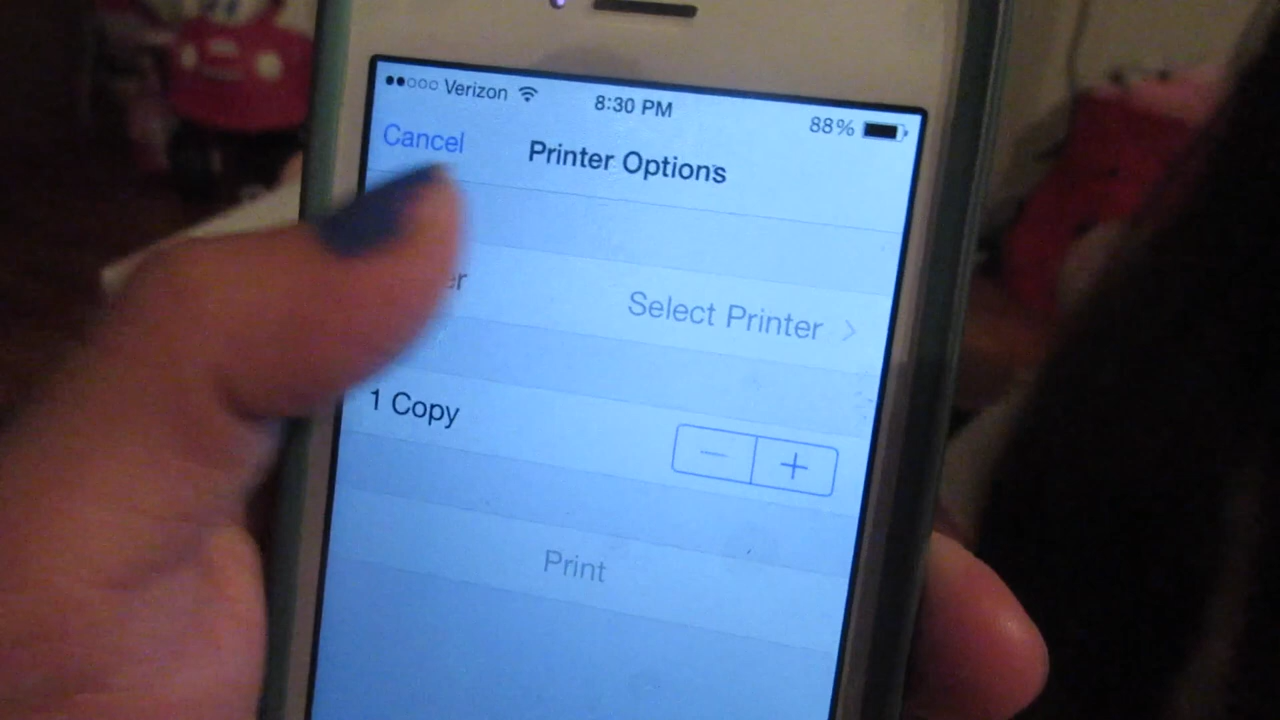 Verizon 8:30 PM 88%
Cancel Printer Options
Select Printer
1 Copy
Print